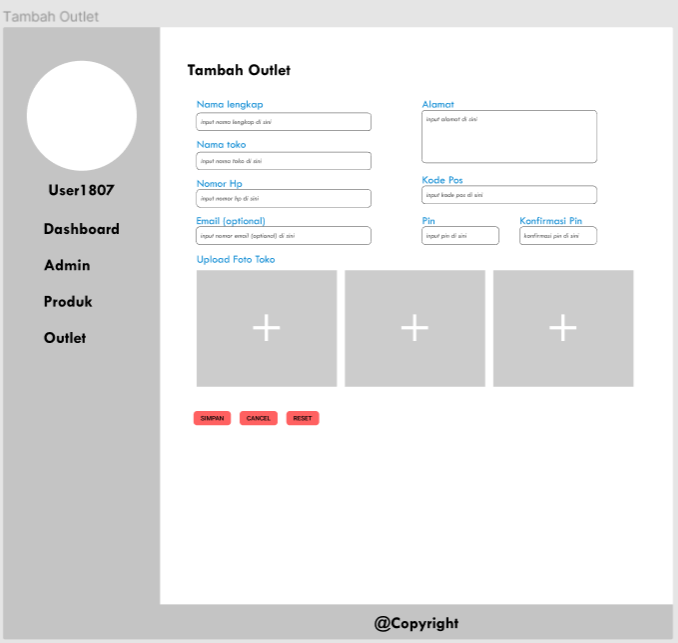 Tambah Outlet
User1807
Dashboard
Admin
Produk
Outlet
Tambah Outlet
Nama lengkap
input nama lengkap di sini
Nama toko
input nama toko di sini
Nomor Hp
input nomor hp di sini
Email (optional)
input nomor email (optional) di sini
Alamat
input alamat di sini
Kode Pos
input kode pos di sini
Pin
input pin di sini
Konfirmasi Pin
konfirmasi pin di sini
Upload Foto Toko
SIMPAN
CANCEL
RESET
@Copyright